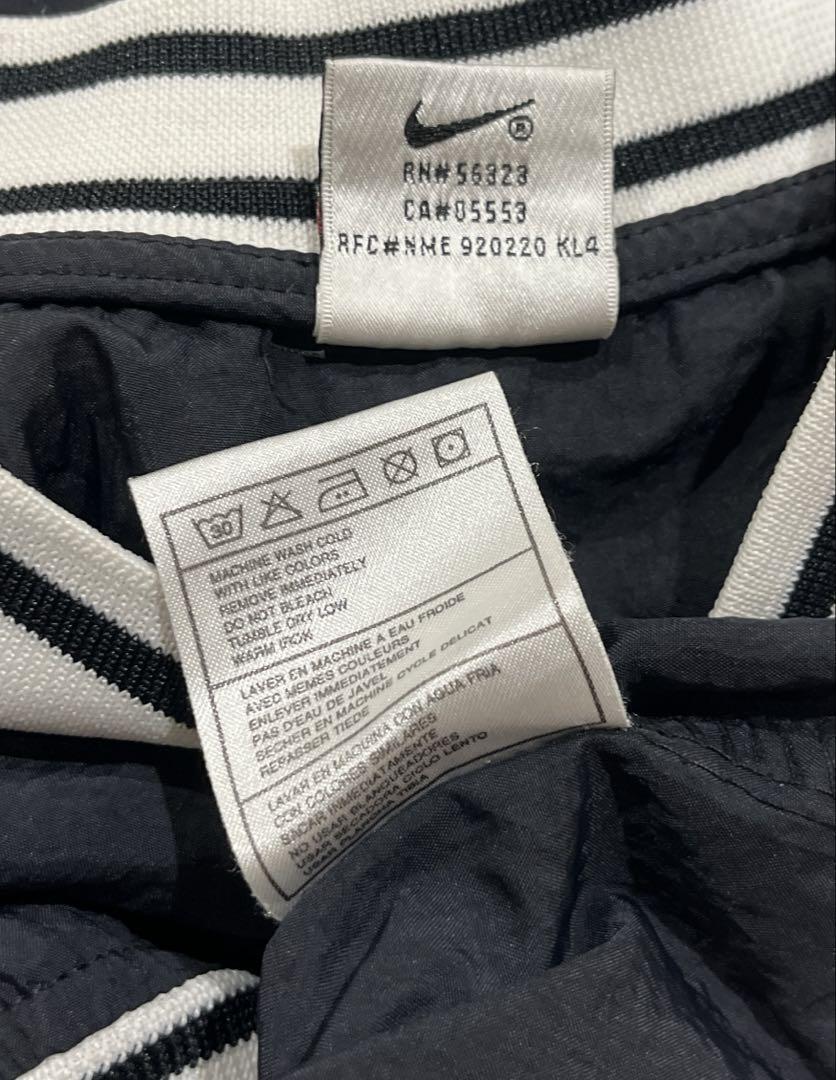 ®
RN#56323
CA#05553
RFC#NME 920220 KL4
30
MACHINE WASH COLD
WITH LIKE COLORS
REMOVE IMMEDIATELY
DO NOT BLEACH
TUMBLE DRY LOW
WARM IRON
LAVER EN MACHINE A EAU FROIDE
AVEC MEMES COULEURS
ENLEVER IMMEDIATEMENT
PAS D'EAU DE JAVEL
SECHER EN MACHINE CYCLE DELICAT
REPASSER TIEDE
LAVAR EN MAQUINA CON AGUA FRIA
CON COLORES SIMILARES
SACAR INMEDIATAMENTE
NO USAR BLANQUEADORES
USAR SECADORA CICLO LENTO
USAR PLANCHA TIBIA